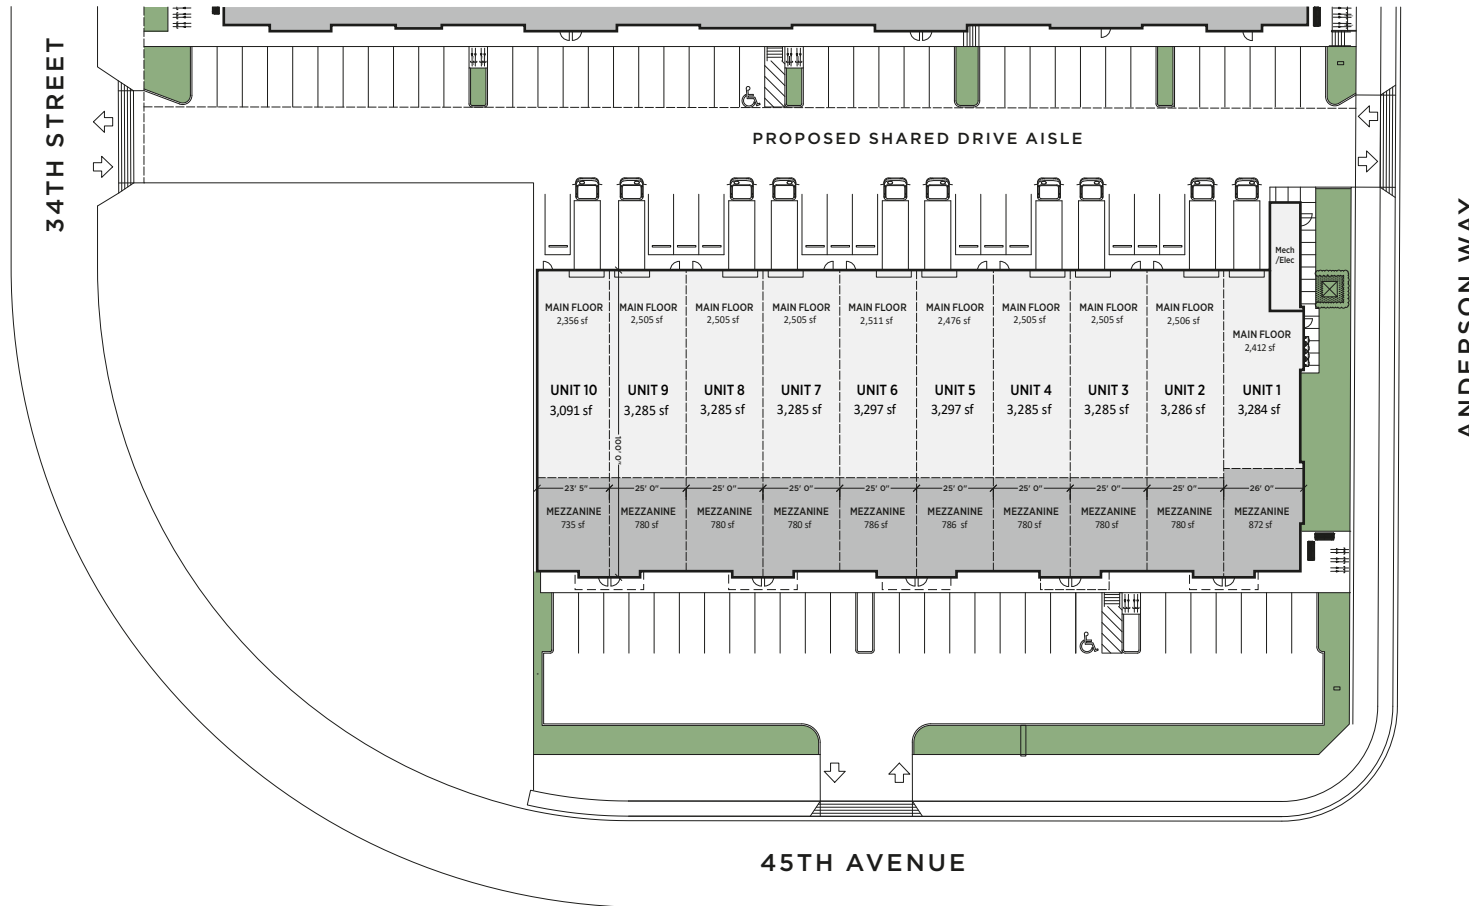 34TH STREET
PROPOSED SHARED DRIVE AISLE
ANDERSON WAY
Mech
/Elec
MAIN FLOOR
2,356 sf
MAIN FLOOR
2,505 sf
MAIN FLOOR
2,505 sf
MAIN FLOOR
2,505 sf
MAIN FLOOR
2,511 sf
MAIN FLOOR
2,476 sf
MAIN FLOOR
2,505 sf
MAIN FLOOR
2,505 sf
MAIN FLOOR
2,506 sf
MAIN FLOOR
2,412 sf
UNIT 10
3,091 sf
UNIT 9
3,285 sf
UNIT 8
3,285 sf
UNIT 7
3,285 sf
UNIT 6
3,297 sf
UNIT 5
3,297 sf
UNIT 4
3,285 sf
UNIT 3
3,285 sf
UNIT 2
3,286 sf
UNIT 1
3,284 sf
100' 0"
23' 5"
25' 0"
25' 0"
25' 0"
25' 0"
25' 0"
25' 0"
25' 0"
25' 0"
26' 0"
MEZZANINE
735 sf
MEZZANINE
780 sf
MEZZANINE
780 sf
MEZZANINE
780 sf
MEZZANINE
786 sf
MEZZANINE
786 sf
MEZZANINE
780 sf
MEZZANINE
780 sf
MEZZANINE
780 sf
MEZZANINE
872 sf
45TH AVENUE